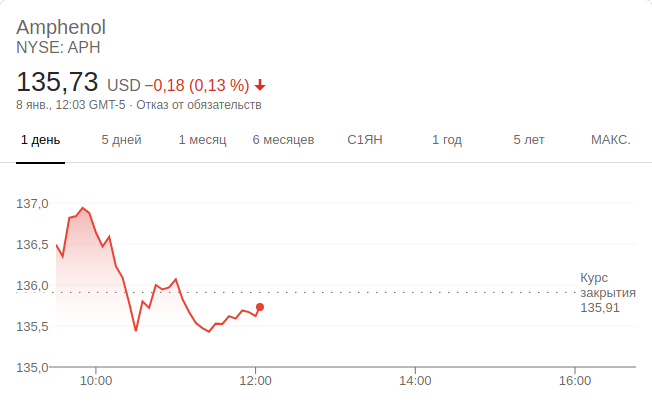 Amphenol
NYSE: APH
135,73 USD −0,18 (0,13 %)
8 янв., 12:03 GMT-5 · Отказ от обязательств
1 день 5 дней 1 месяц 6 месяцев С1ЯН 1 год 5 лет МАКС.
137,0
136,5
136,0
135,5
135,0
Курс
закрытия
135,91
10:00 12:00 14:00 16:00